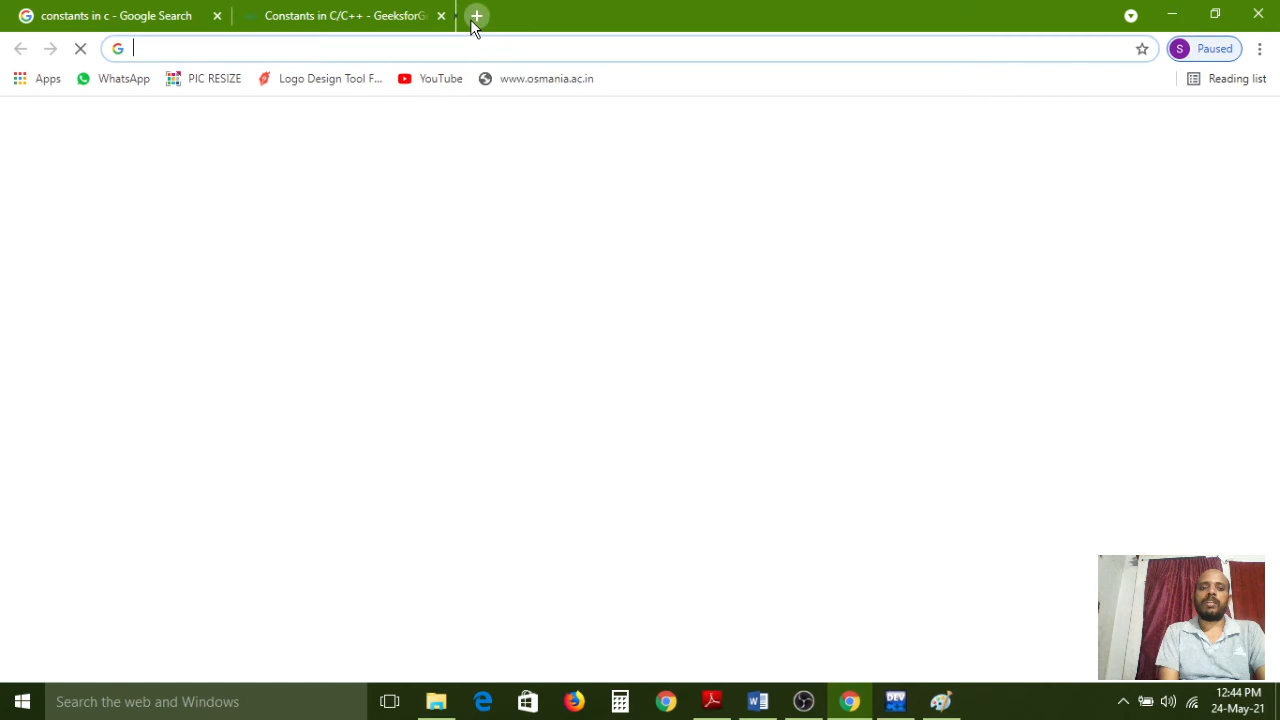 constants in c - Google Search
Constants in C/C++ - GeeksforG
S Paused
Apps
WhatsApp
PIC RESIZE
Logo Design Tool F...
YouTube
www.osmania.ac.in
Reading list
Search the web and Windows
DEV
12:44 PM
24-May-21